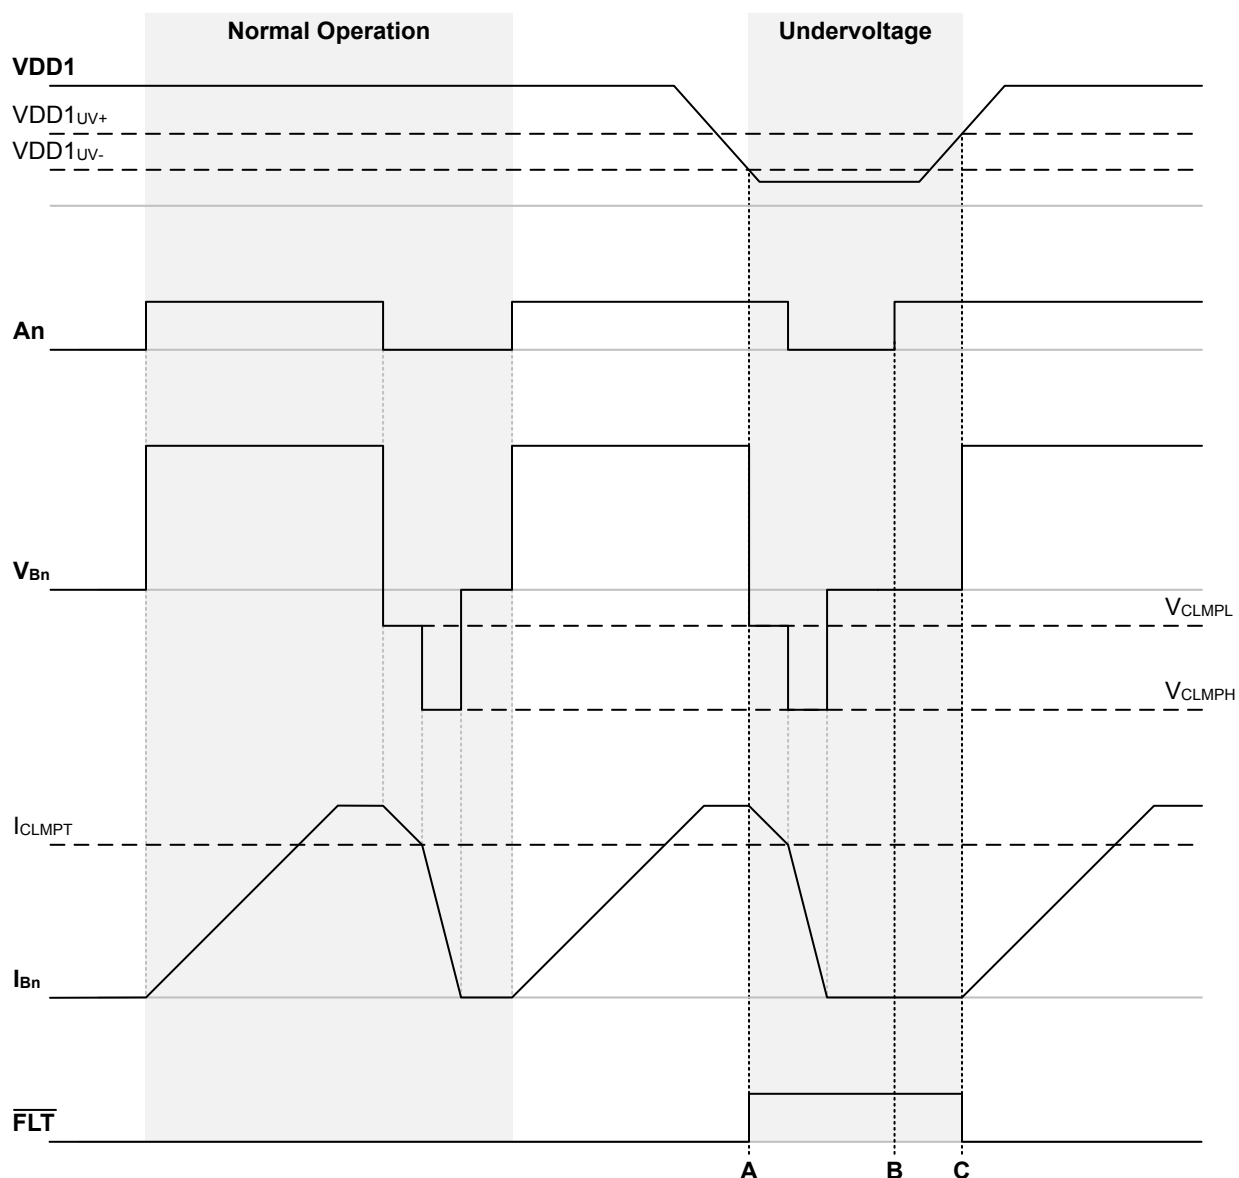 Normal Operation
Undervoltage
VDD1
VDD1UV+
VDD1UV-
An
VBn
VCLMPL
VCLMPH
ICLMPT
IBn
FLT
A B C